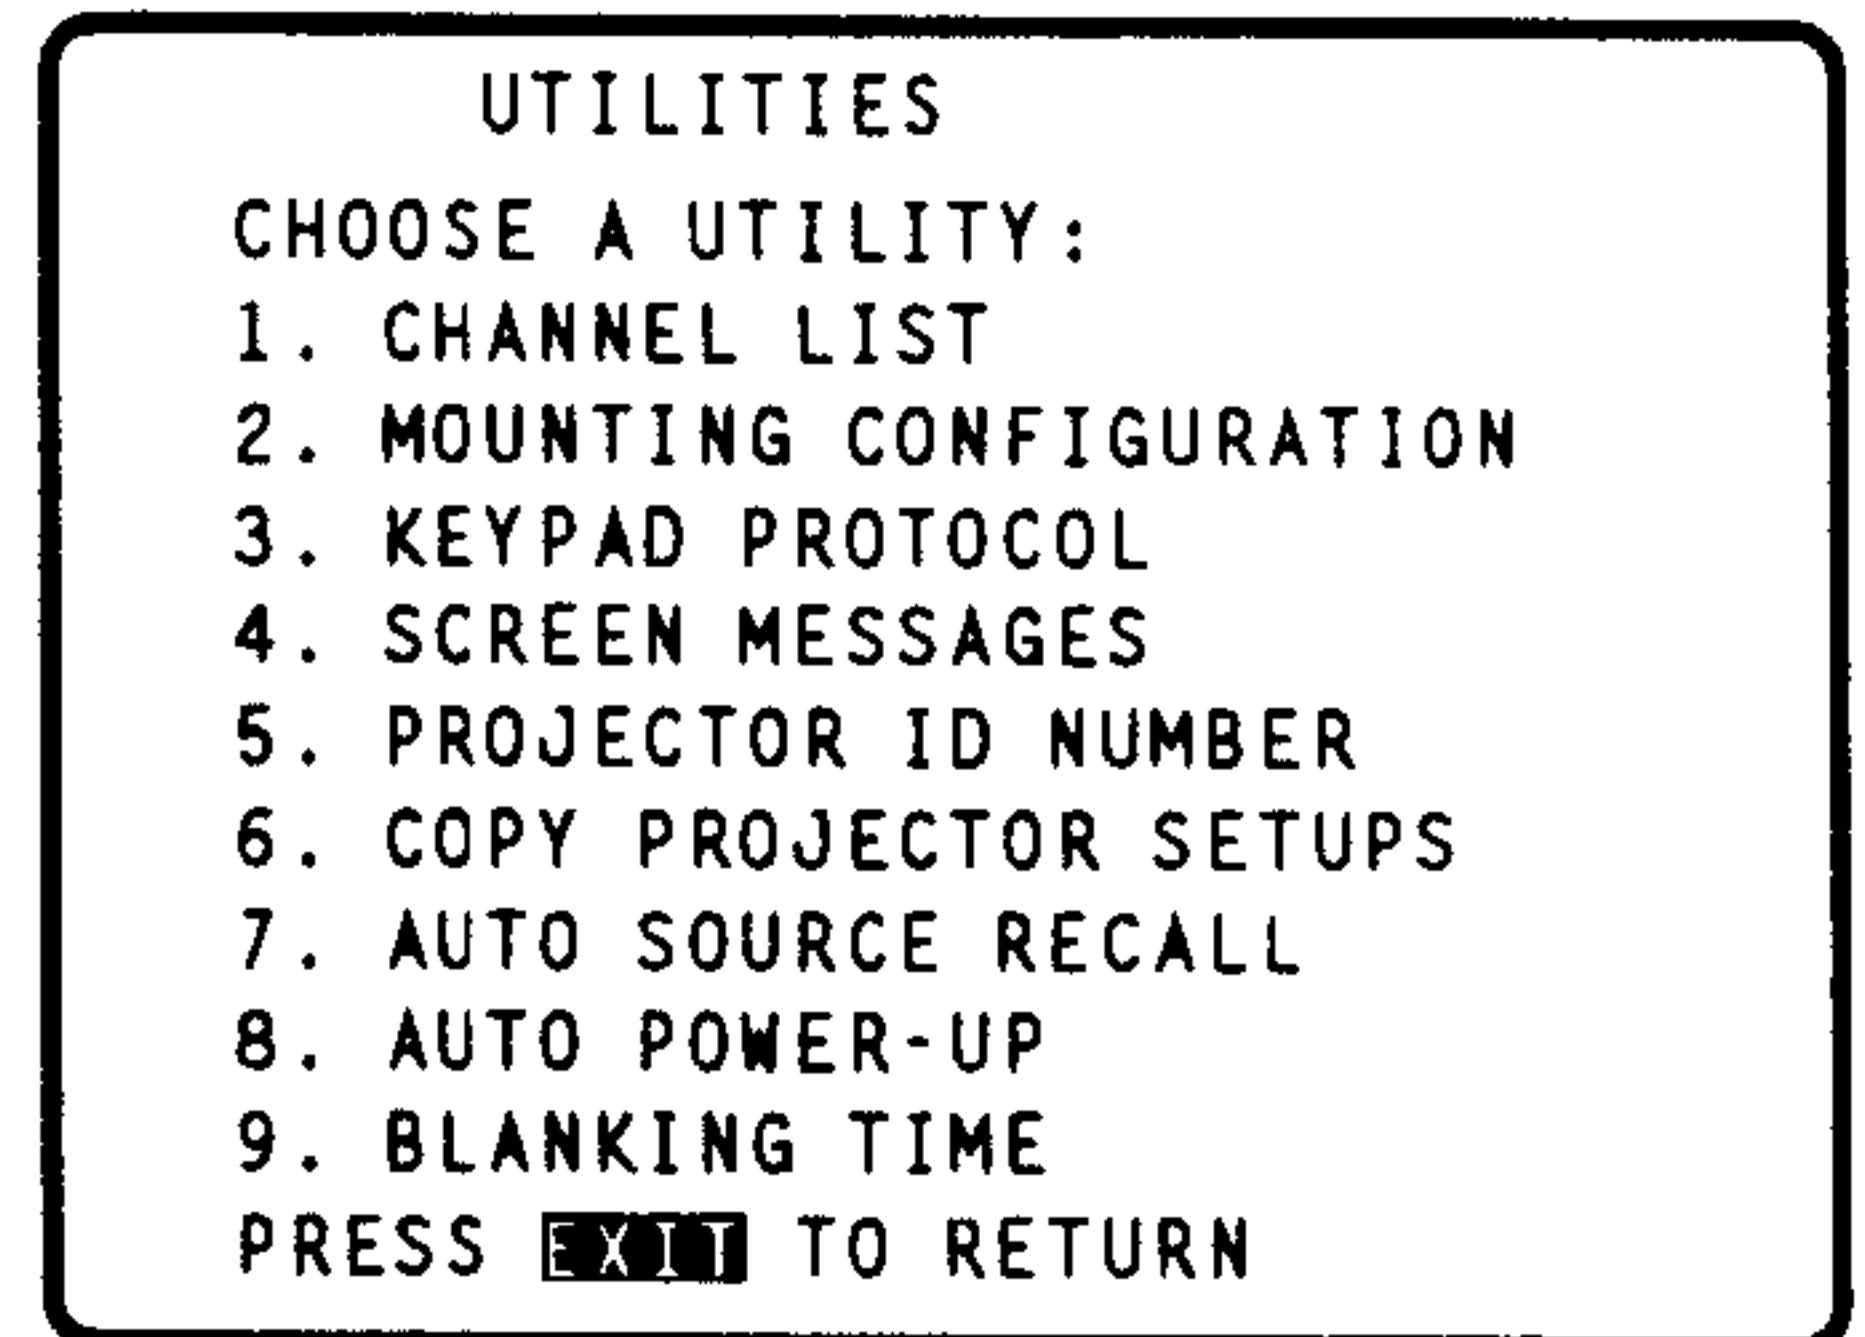 UTILITIES
CHOOSE A UTILITY:
1. CHANNEL LIST
2. MOUNTING CONFIGURATION
3. KEYPAD PROTOCOL
4. SCREEN MESSAGES
5. PROJECTOR ID NUMBER
6. COPY PROJECTOR SETUPS
7. AUTO SOURCE RECALL
8. AUTO POWER-UP
9. BLANKING TIME
PRESS EXIT TO RETURN